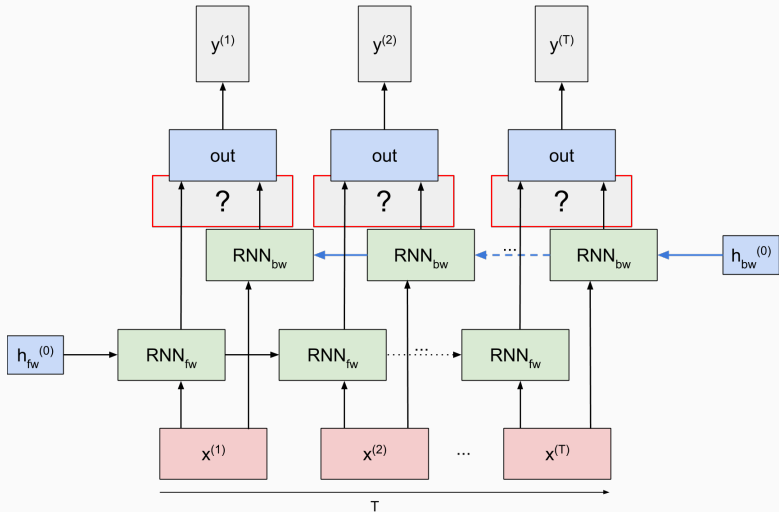 y(1) y(2) y(T)
out out out
? ? ?
RNNbw RNNbw ... RNNbw hbw(0)
hfw(0) RNNfw RNNfw ... RNNfw
x(1) x(2) ... x(T)
T